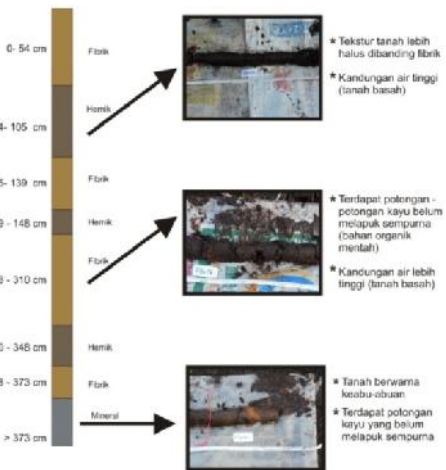 0- 54 cm
Fibrik
* Tekstur tanah lebih
halus dibanding fibrik
* Kandungan air tinggi
(tanah basah)
4- 105 cm
Hemik
5- 139 cm
Fibrik
9 - 148 cm
Hemik
8 - 310 cm
Fibrik
* Terdapat potongan -
potongan kayu belum
melapuk sempurna
(bahan organik
mentah)
* Kandungan air lebih
tinggi (tanah basah)
0 - 348 cm
Hemik
8 - 373 cm
Fibrik
> 373 cm
Mineral
* Tanah berwarna
keabu-abuan
* Terdapat potongan
kayu yang belum
melapuk sempurna